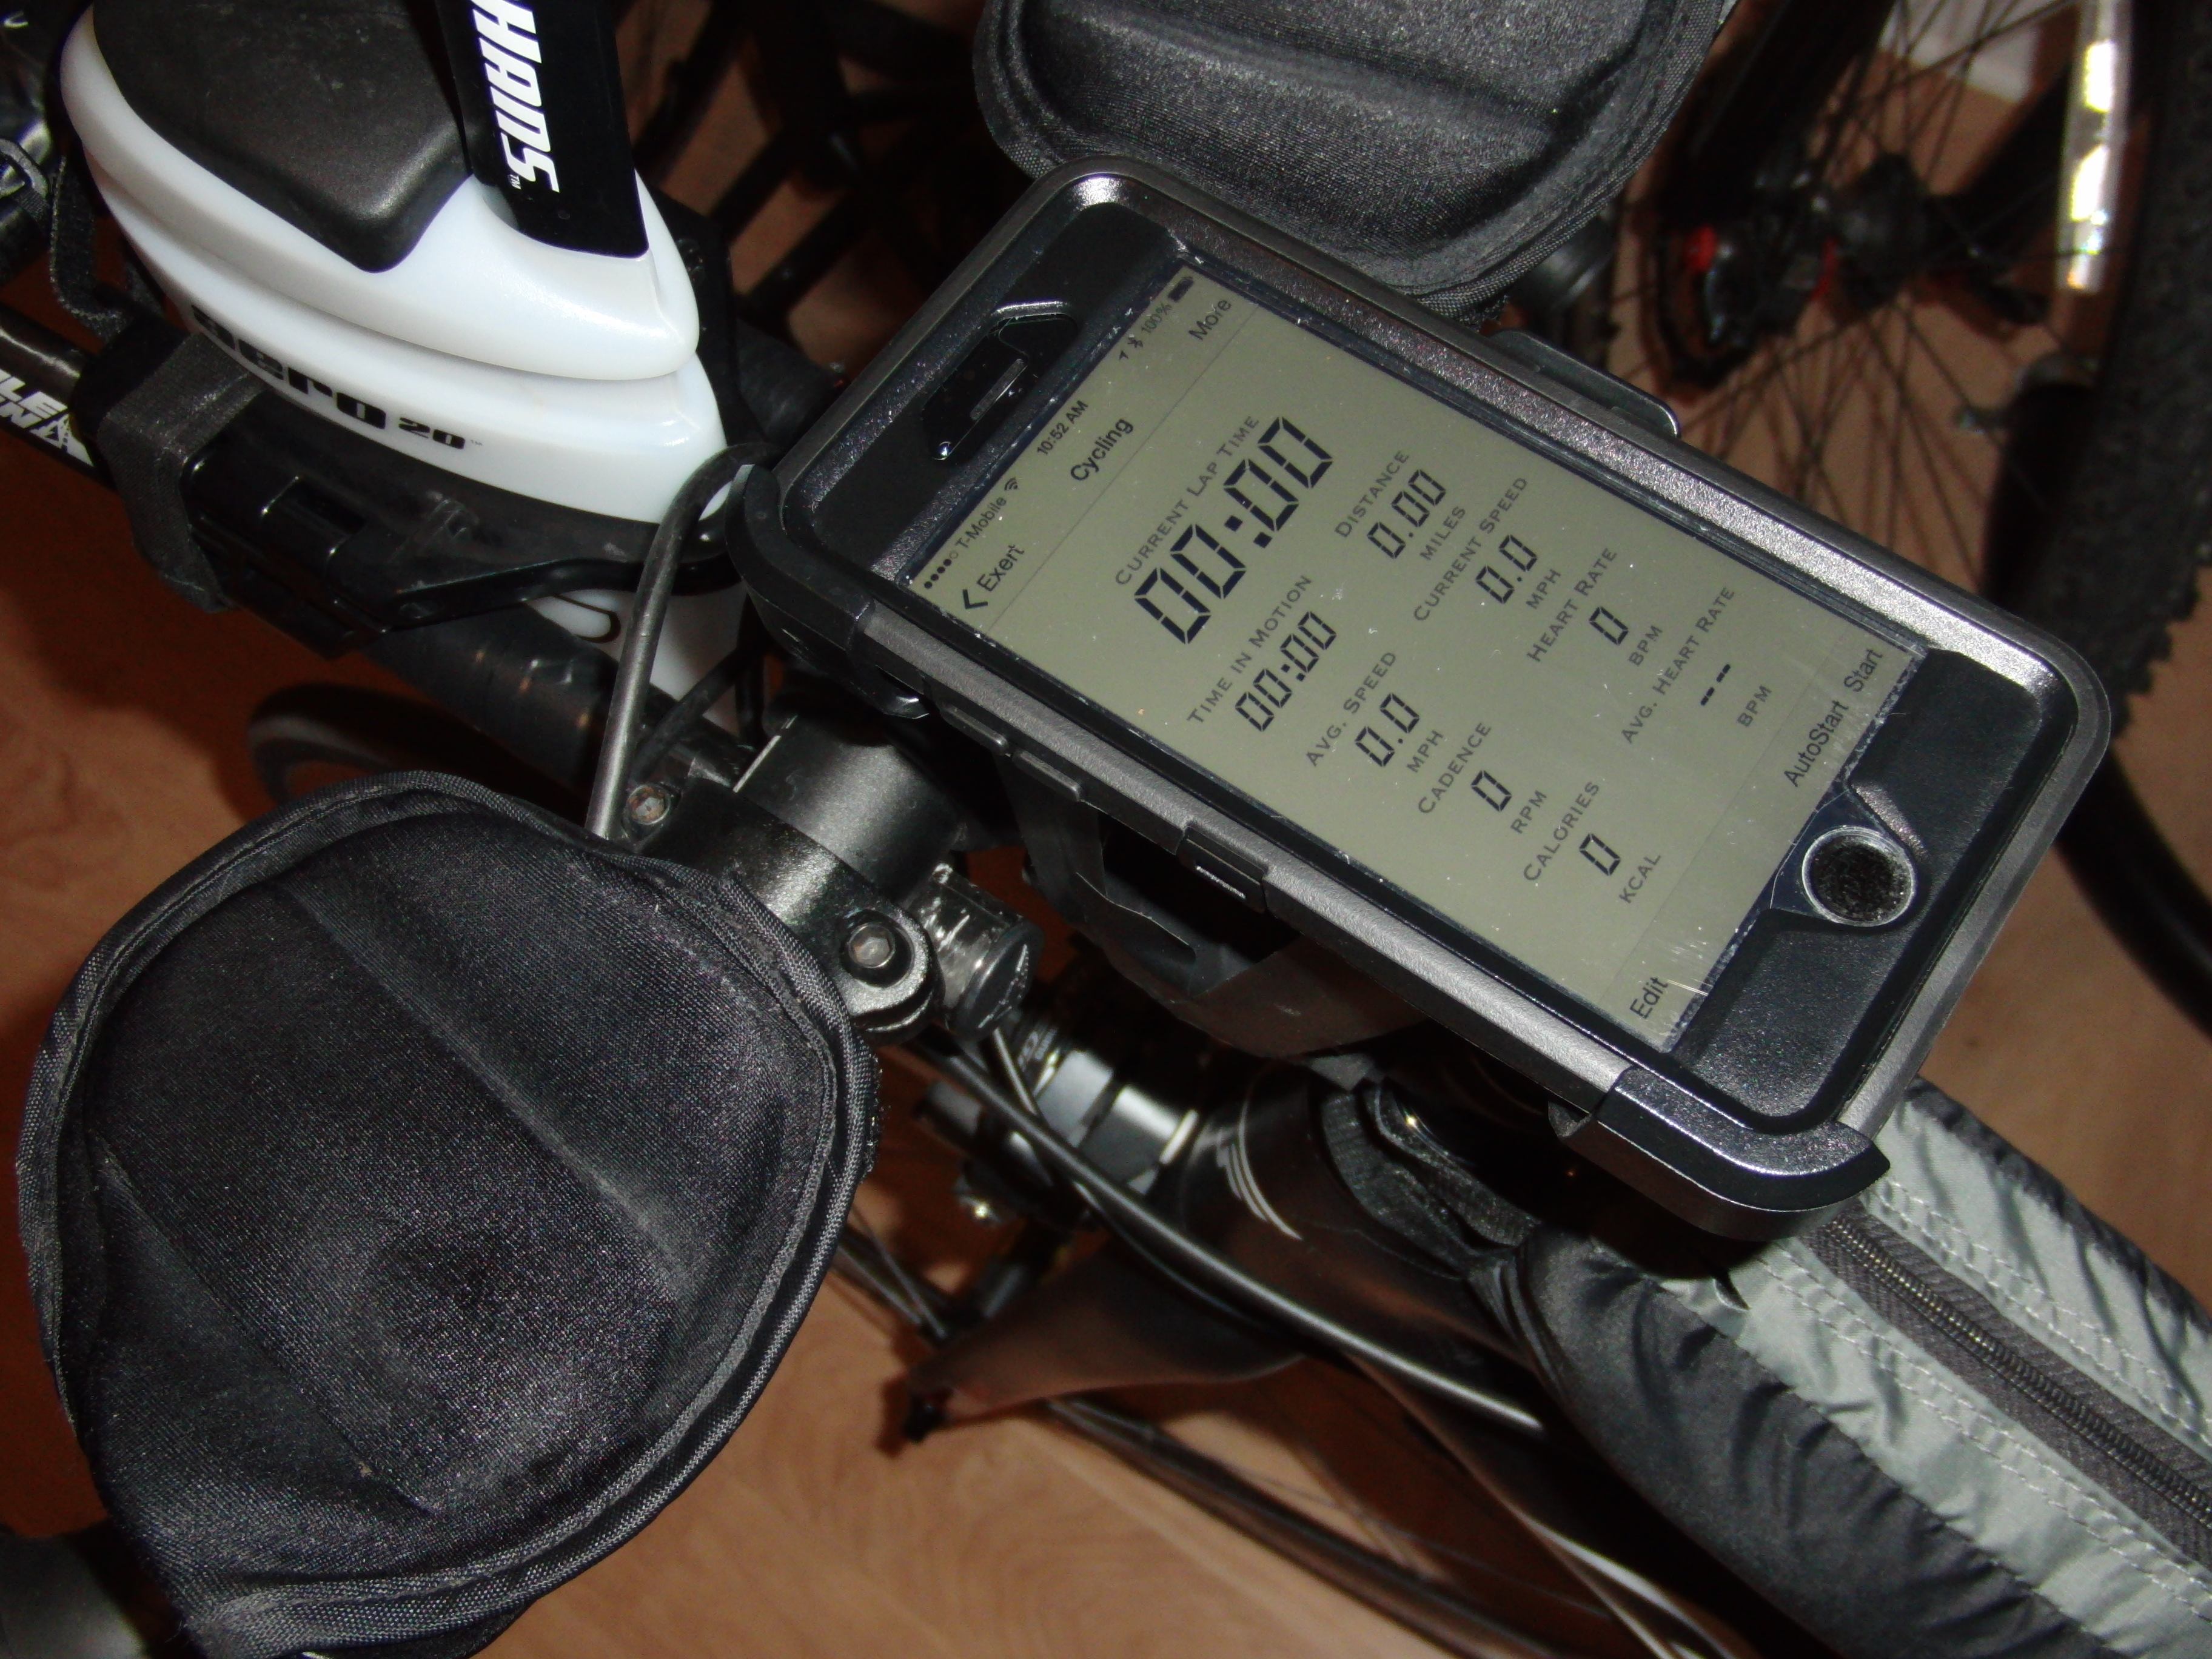 HANS™
aero 20™
●●●●○ T-Mobile 10:52 AM 100%
< Exert Cycling More
CURRENT LAP TIME
00:00
TIME IN MOTION DISTANCE
00:00 0.00
MILES
AVG. SPEED CURRENT SPEED
0.0 0.0
MPH MPH
CADENCE HEART RATE
0 0
RPM BPM
CALORIES AVG. HEART RATE
0 --
KCAL BPM
Edit AutoStart Start